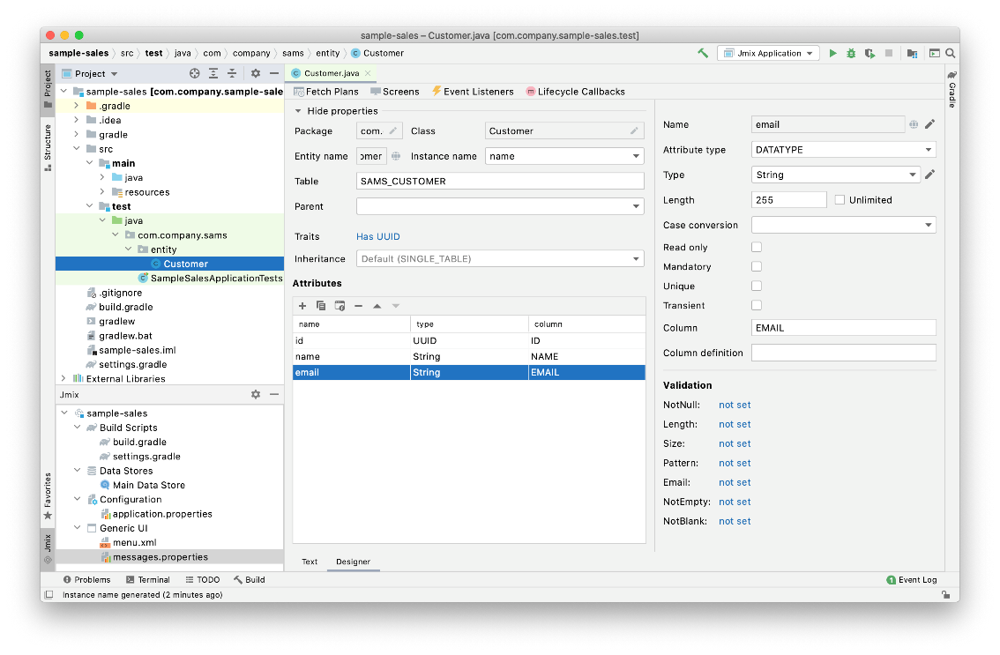 sample-sales – Customer.java [com.company.sample-sales.test]
sample-sales src test java com company sams entity Customer Jmix Application
Project
Structure
Favorites
Jmix
Project
sample-sales [com.company.sample-sale
.gradle
.idea
gradle
src
main
java
resources
test
java
com.company.sams
entity
Customer
SampleSalesApplicationTests
.gitignore
build.gradle
gradlew
gradlew.bat
sample-sales.iml
settings.gradle
External Libraries
Jmix
sample-sales
Build Scripts
build.gradle
settings.gradle
Data Stores
Main Data Store
Configuration
application.properties
Generic UI
menu.xml
messages.properties
Customer.java
Fetch Plans Screens Event Listeners Lifecycle Callbacks
Hide properties
Package com. Class Customer
Entity name omer Instance name name
Table SAMS_CUSTOMER
Parent
Traits Has UUID
Inheritance Default (SINGLE_TABLE)
Attributes
name type column
id UUID ID
name String NAME
email String EMAIL
Text Designer
Name email
Attribute type DATATYPE
Type String
Length 255 Unlimited
Case conversion
Read only
Mandatory
Unique
Transient
Column EMAIL
Column definition
Validation
NotNull: not set
Length: not set
Size: not set
Pattern: not set
Email: not set
NotEmpty: not set
NotBlank: not set
Gradle
Problems Terminal TODO Build 1 Event Log
Instance name generated (2 minutes ago)